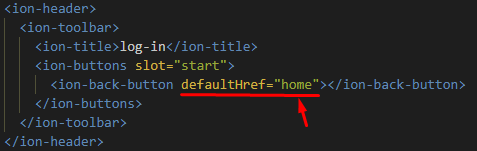 <ion-header>
<ion-toolbar>
<ion-title>log-in</ion-title>
<ion-buttons slot="start">
<ion-back-button defaultHref="home"></ion-back-button>
</ion-buttons>
</ion-toolbar>
</ion-header>